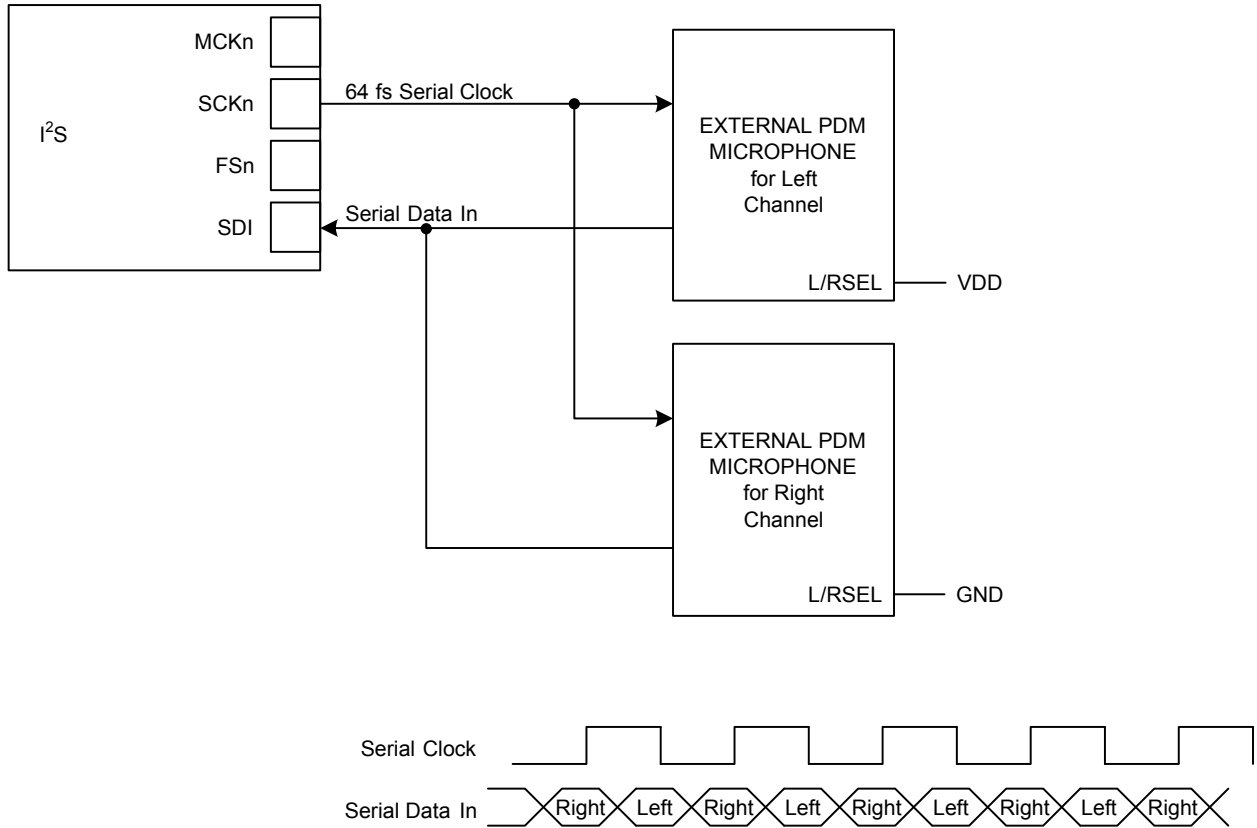 I²S
MCKn
SCKn
FSn
SDI
64 fs Serial Clock
Serial Data In
EXTERNAL PDM
MICROPHONE
for Left
Channel
L/RSEL
VDD
EXTERNAL PDM
MICROPHONE
for Right
Channel
L/RSEL
GND
Serial Clock
Serial Data In
Right Left Right Left Right Left Right Left Right